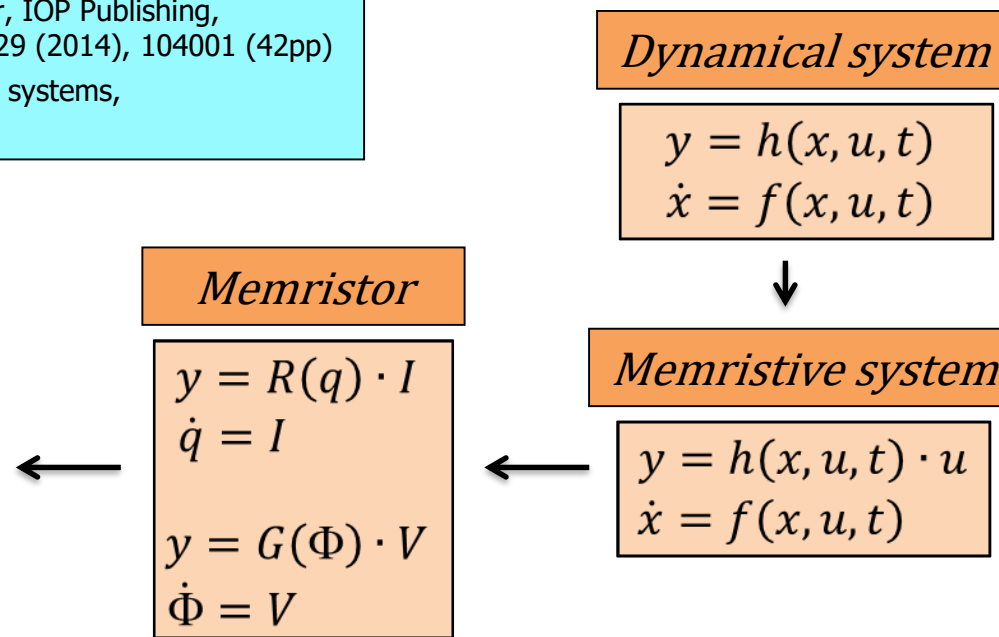 r, IOP Publishing,
29 (2014), 104001 (42pp)
systems,
Dynamical system
y = h(x, u, t)
ẋ = f(x, u, t)
Memristor
y = R(q) · I
q̇ = I
y = G(Φ) · V
Φ̇ = V
Memristive system
y = h(x, u, t) · u
ẋ = f(x, u, t)